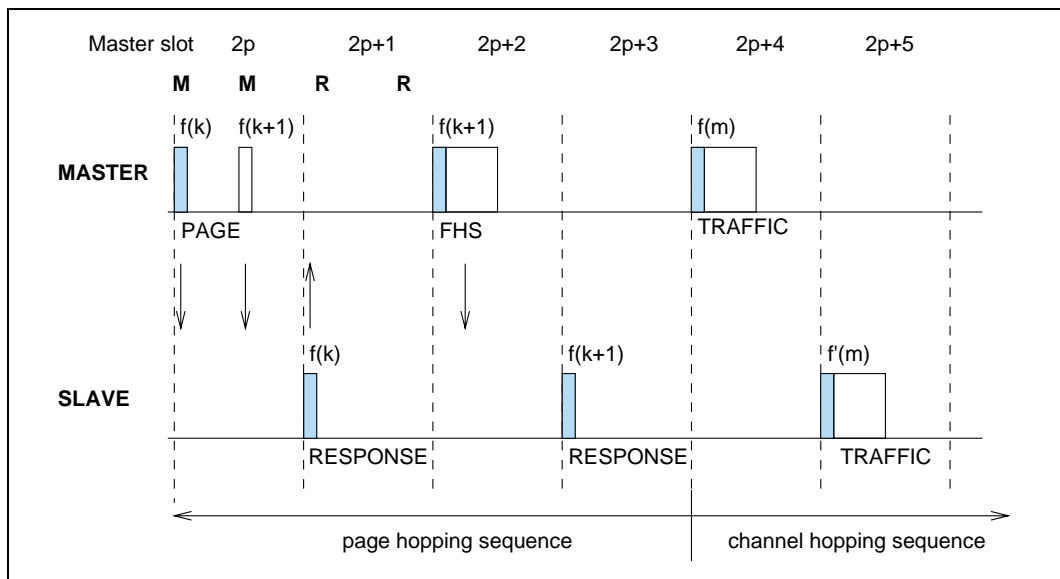 Master slot 2p 2p+1 2p+2 2p+3 2p+4 2p+5
M M R R
f(k) f(k+1) f(k+1) f(m)
MASTER
PAGE FHS TRAFFIC
f(k) f(k+1) f'(m)
SLAVE
RESPONSE RESPONSE TRAFFIC
page hopping sequence channel hopping sequence